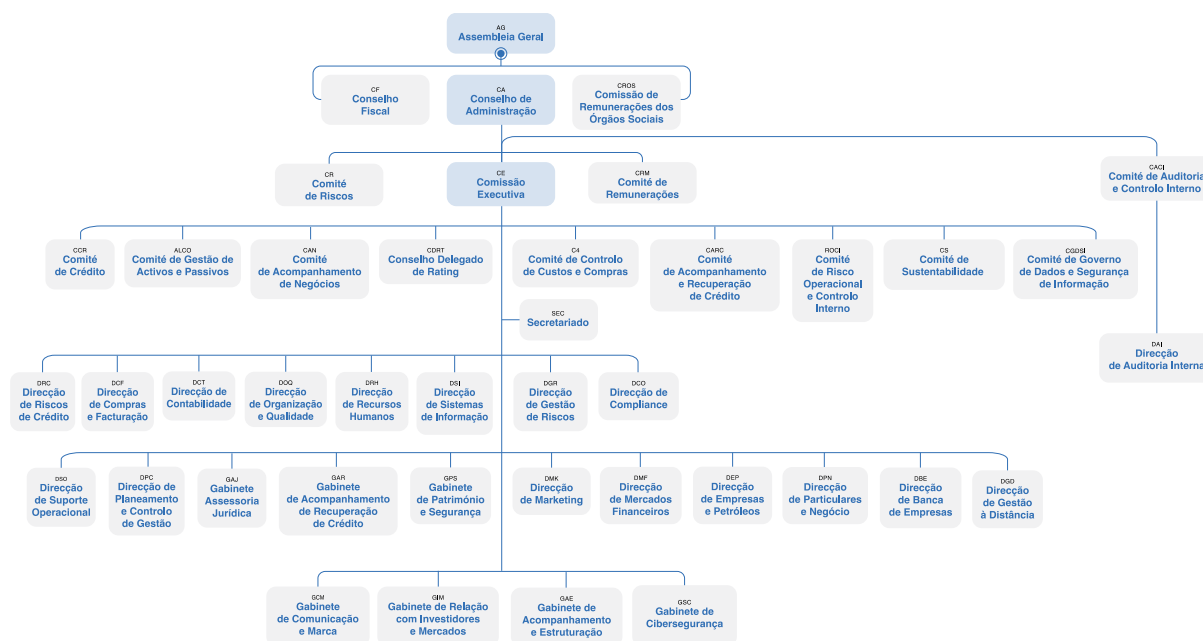 AG
Assembleia Geral
CF
Conselho
Fiscal
CA
Conselho de
Administração
CROS
Comissão de
Remunerações dos
Órgãos Sociais
CR
Comité
de Riscos
CE
Comissão
Executiva
CRM
Comité de
Remunerações
CACI
Comité de Auditoria
e Controlo Interno
CCR
Comité
de Crédito
ALCO
Comité de Gestão de
Activos e Passivos
CAN
Comité
de Acompanhamento
de Negócios
CDRT
Conselho Delegado
de Rating
C4
Comité de Controlo
de Custos e Compras
CARC
Comité
de Acompanhamento
e Recuperação
de Crédito
ROCI
Comité
de Risco
Operacional
e Controlo
Interno
CS
Comité de
Sustentabilidade
CGDSI
Comité de Governo
de Dados e Segurança
de Informação
SEC
Secretariado
DAI
Direcção
de Auditoria Interna
DRC
Direcção
de Riscos
de Crédito
DCF
Direcção
de Compras
e Facturação
DCT
Direcção de
Contabilidade
DOQ
Direcção
de Organização
e Qualidade
DRH
Direcção
de Recursos
Humanos
DSI
Direcção
de Sistemas
de Informação
DGR
Direcção
de Gestão
de Riscos
DCO
Direcção de
Compliance
DSO
Direcção
de Suporte
Operacional
DPC
Direcção de
Planeamento
e Controlo
de Gestão
GAJ
Gabinete
Assessoria
Jurídica
GAR
Gabinete
de Acompanhamento
de Recuperação
de Crédito
GPS
Gabinete
de Património
e Segurança
DMK
Direcção
de Marketing
DMF
Direcção
de Mercados
Financeiros
DEP
Direcção
de Empresas
e Petróleos
DPN
Direcção
de Particulares
e Negócio
DBE
Direcção
de Banca
de Empresas
DGD
Direcção
de Gestão
à Distância
GCM
Gabinete
de Comunicação
e Marca
GIM
Gabinete de Relação
com Investidores
e Mercados
GAE
Gabinete de
Acompanhamento
e Estruturação
GSC
Gabinete de
Cibersegurança